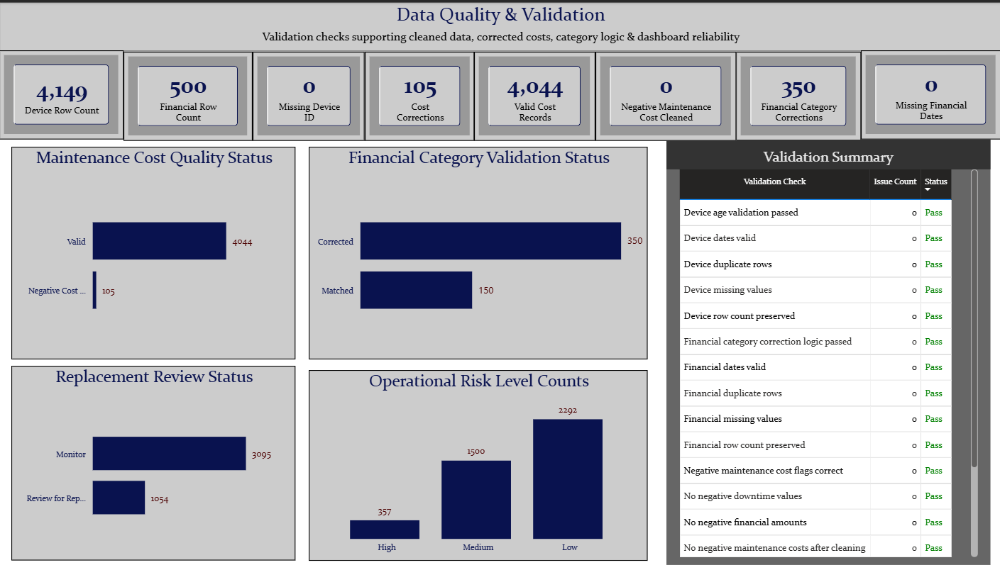 Data Quality & Validation
Validation checks supporting cleaned data, corrected costs, category logic & dashboard reliability
4,149
Device Row Count
500
Financial Row
Count
0
Missing Device
ID
105
Cost
Corrections
4,044
Valid Cost
Records
0
Negative Maintenance
Cost Cleaned
350
Financial Category
Corrections
0
Missing Financial
Dates
Maintenance Cost Quality Status
Valid
4044
Negative Cost ...
105
Financial Category Validation Status
Corrected
350
Matched
150
Replacement Review Status
Monitor
3095
Review for Rep...
1054
Operational Risk Level Counts
357
1500
2292
High
Medium
Low
Validation Summary
Validation Check Issue Count Status
Device age validation passed 0 Pass
Device dates valid 0 Pass
Device duplicate rows 0 Pass
Device missing values 0 Pass
Device row count preserved 0 Pass
Financial category correction logic passed 0 Pass
Financial dates valid 0 Pass
Financial duplicate rows 0 Pass
Financial missing values 0 Pass
Financial row count preserved 0 Pass
Negative maintenance cost flags correct 0 Pass
No negative downtime values 0 Pass
No negative financial amounts 0 Pass
No negative maintenance costs after cleaning 0 Pass